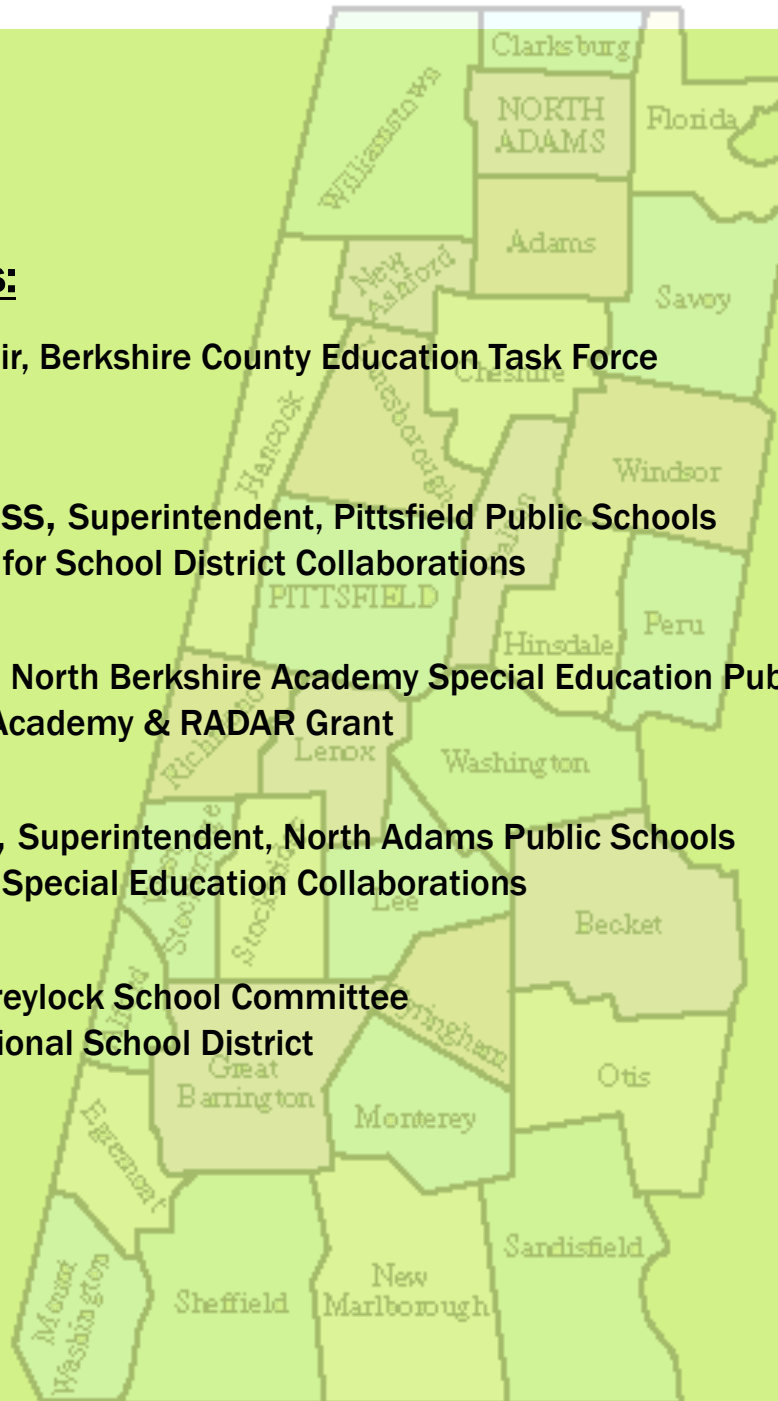 Clarksburg
Williamstown
NORTH
ADAMS
Florida
Adams
New
Ashford
s:
Savoy
ir, Berkshire County Education Task Force
Cheshire
Hancock
Windsor
ss, Superintendent, Pittsfield Public Schools
for School District Collaborations
PITTSFIELD
Peru
Hinsdale
North Berkshire Academy Special Education Pub
Academy & RADAR Grant
Richmond
Lenox
Washington
, Superintendent, North Adams Public Schools
Special Education Collaborations
Stockbridge
Lee
Becket
reylock School Committee
ional School District
Great
Barrington
Otis
Monterey
Egremont
Sandisfield
Mount
Washington
Sheffield
New
Marlborough